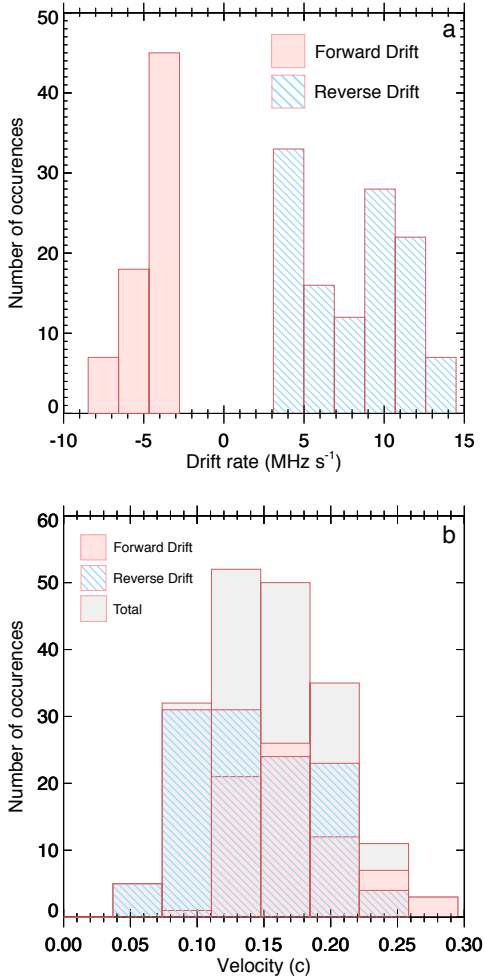 a
50
40
30
20
10
0
Number of occurences
Forward Drift
Reverse Drift
-10 -5 0 5 10 15
Drift rate (MHz s⁻¹)
b
60
50
40
30
20
10
0
Number of occurences
Forward Drift
Reverse Drift
Total
0.00 0.05 0.10 0.15 0.20 0.25 0.30
Velocity (c)